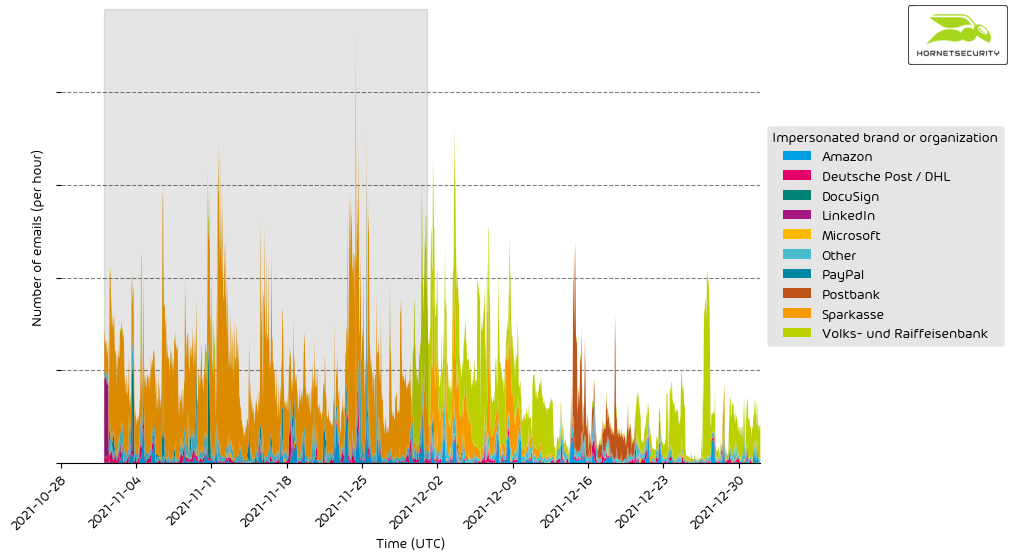 HORNETSECURITY
Number of emails (per hour)
2021-10-28
2021-11-04
2021-11-11
2021-11-18
2021-11-25
2021-12-02
2021-12-09
2021-12-16
2021-12-23
2021-12-30
Time (UTC)
Impersonated brand or organization
Amazon
Deutsche Post / DHL
DocuSign
LinkedIn
Microsoft
Other
PayPal
Postbank
Sparkasse
Volks- und Raiffeisenbank